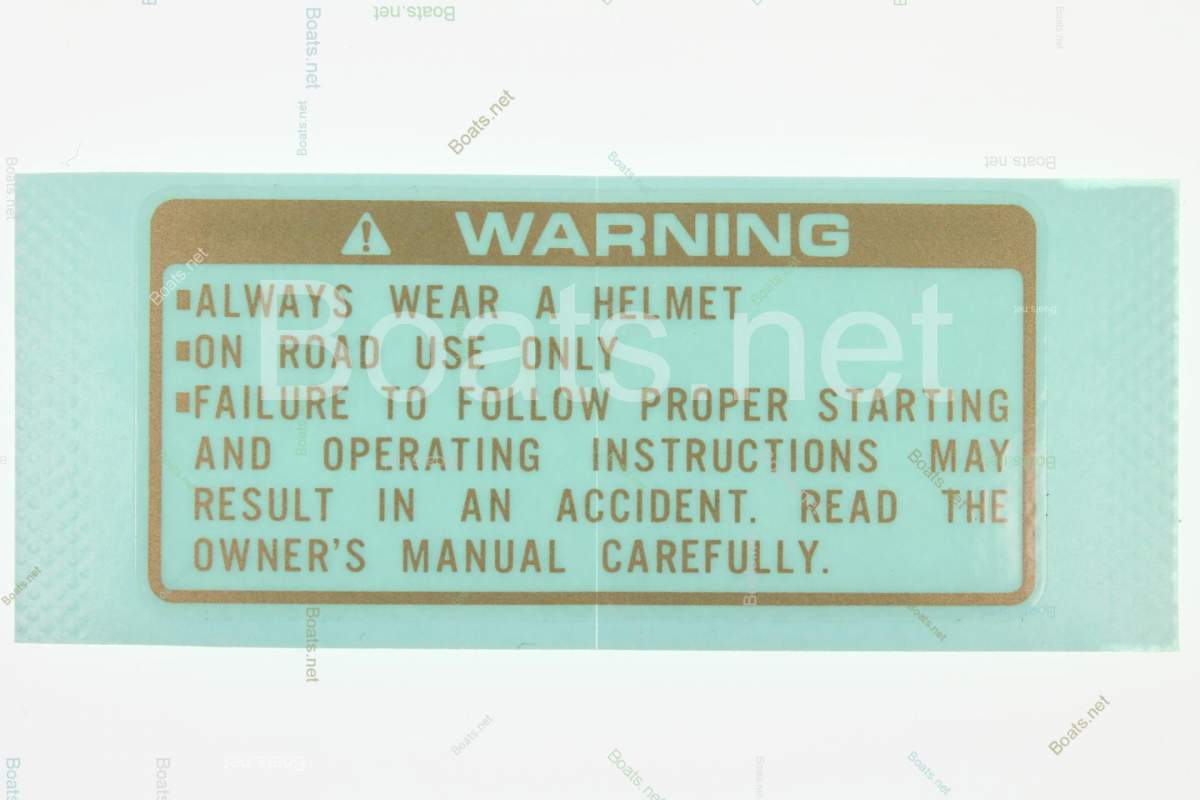 ⚠ WARNING
■ALWAYS WEAR A HELMET
■ON ROAD USE ONLY
■FAILURE TO FOLLOW PROPER STARTING
AND OPERATING INSTRUCTIONS MAY
RESULT IN AN ACCIDENT. READ THE
OWNER'S MANUAL CAREFULLY.
Boats.net